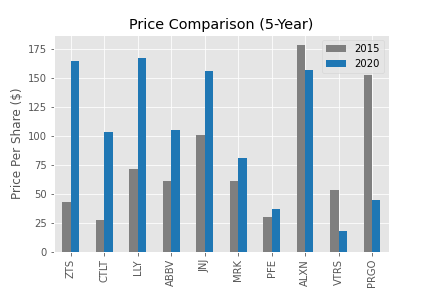 Price Comparison (5-Year)
2015
2020
Price Per Share ($)
175
150
125
100
75
50
25
0
ZTS
CTLT
LLY
ABBV
JNJ
MRK
PFE
ALXN
VTRS
PRGO